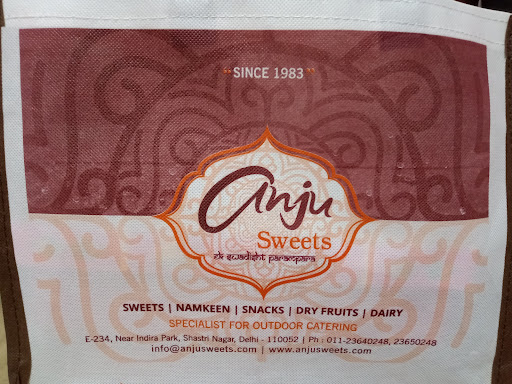 SINCE 1983
anju
Sweets
ek swadisht parampara
SWEETS | NAMKEEN | SNACKS | DRY FRUITS | DAIRY
SPECIALIST FOR OUTDOOR CATERING
E-234, Near Indira Park, Shastri Nagar, Delhi - 110052 | Ph : 011-23640248, 23650248
info@anjusweets.com | www.anjusweets.com